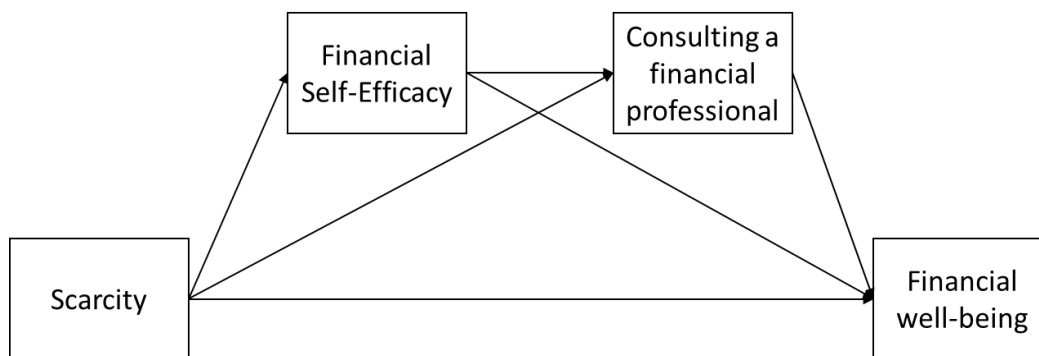 Financial
Self-Efficacy
Consulting a
financial
professional
Scarcity
Financial
well-being